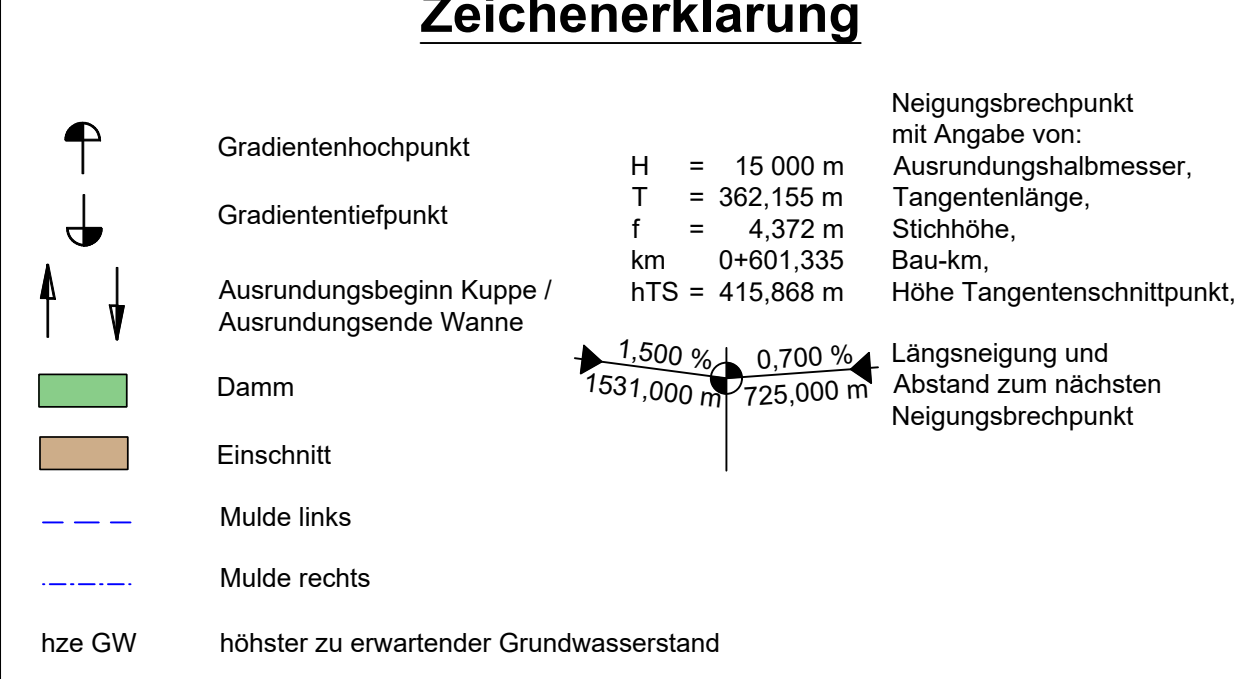 Zeichenerklärung
Gradientenhochpunkt
Gradiententiefpunkt
Ausrundungsbeginn Kuppe /
Ausrundungsende Wanne
Damm
Einschnitt
Mulde links
Mulde rechts
hze GW höhster zu erwartender Grundwasserstand
Neigungsbrechpunkt
mit Angabe von:
H = 15 000 m Ausrundungshalbmesser,
T = 362,155 m Tangentenlänge,
f = 4,372 m Stichhöhe,
km 0+601,335 Bau-km,
hTS = 415,868 m Höhe Tangentenschnittpunkt,
1,500 % 0,700 %
1531,000 m 725,000 m
Längsneigung und
Abstand zum nächsten
Neigungsbrechpunkt